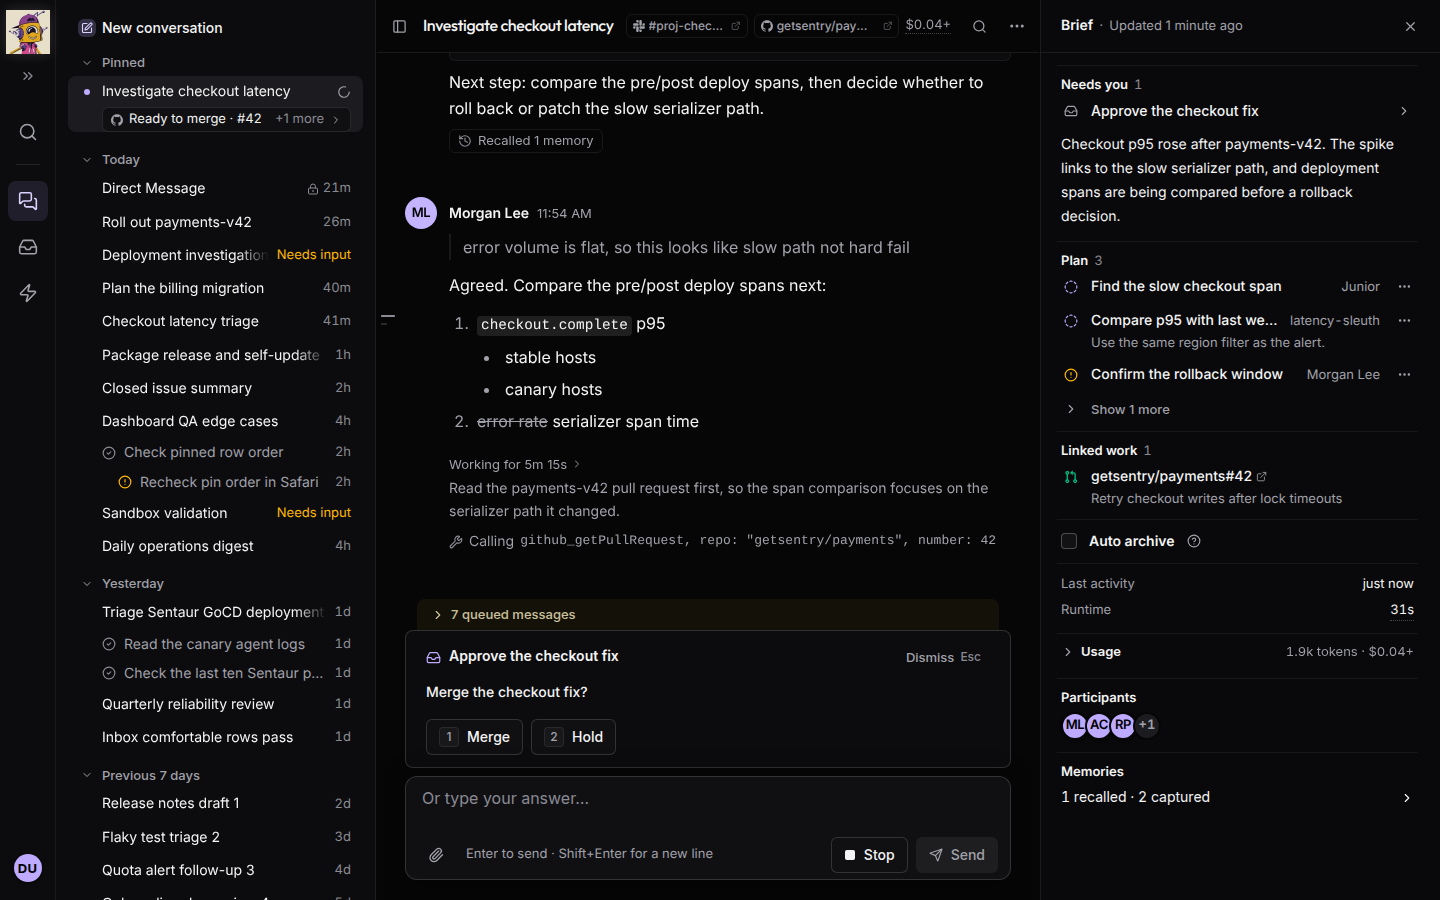 New conversation
Pinned
Investigate checkout latency
Ready to merge · #42 +1 more
Today
Direct Message 21m
Roll out payments-v42 26m
Deployment investigation Needs input
Plan the billing migration 40m
Checkout latency triage 41m
Package release and self-update 1h
Closed issue summary 2h
Dashboard QA edge cases 4h
Check pinned row order 2h
Recheck pin order in Safari 2h
Sandbox validation Needs input
Daily operations digest 4h
Yesterday
Triage Sentaur GoCD deployment 1d
Read the canary agent logs 1d
Check the last ten Sentaur p... 1d
Quarterly reliability review 1d
Inbox comfortable rows pass 1d
Previous 7 days
Release notes draft 1 2d
Flaky test triage 2 3d
Quota alert follow-up 3 4d
DU
Investigate checkout latency #proj-chec... getsentry/pay... $0.04+
Next step: compare the pre/post deploy spans, then decide whether to
roll back or patch the slow serializer path.
Recalled 1 memory
ML Morgan Lee 11:54 AM
error volume is flat, so this looks like slow path not hard fail
Agreed. Compare the pre/post deploy spans next:
1. checkout.complete p95
• stable hosts
• canary hosts
2. error rate serializer span time
Working for 5m 15s
Read the payments-v42 pull request first, so the span comparison focuses on the
serializer path it changed.
Calling github_getPullRequest, repo: "getsentry/payments", number: 42
7 queued messages
Approve the checkout fix Dismiss Esc
Merge the checkout fix?
1 Merge 2 Hold
Or type your answer...
Enter to send · Shift+Enter for a new line Stop Send
Brief · Updated 1 minute ago
Needs you 1
Approve the checkout fix
Checkout p95 rose after payments-v42. The spike
links to the slow serializer path, and deployment
spans are being compared before a rollback
decision.
Plan 3
Find the slow checkout span Junior
Compare p95 with last we... latency-sleuth
Use the same region filter as the alert.
Confirm the rollback window Morgan Lee
Show 1 more
Linked work 1
getsentry/payments#42
Retry checkout writes after lock timeouts
Auto archive
Last activity just now
Runtime 31s
Usage 1.9k tokens · $0.04+
Participants
ML AC RP +1
Memories
1 recalled · 2 captured